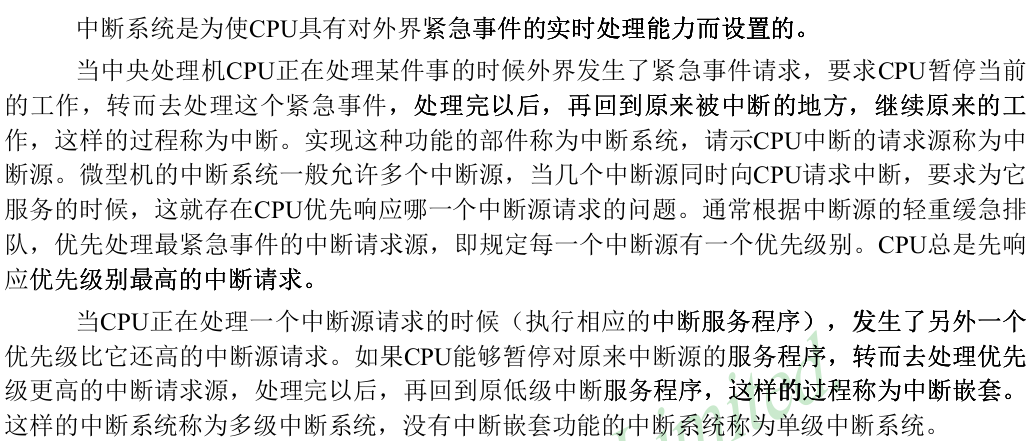 中断系统是为使CPU具有对外界紧急事件的实时处理能力而设置的。
当中央处理机CPU正在处理某件事的时候外界发生了紧急事件请求，要求CPU暂停当前
的工作，转而去处理这个紧急事件，处理完以后，再回到原来被中断的地方，继续原来的工
作，这样的过程称为中断。实现这种功能的部件称为中断系统，请示CPU中断的请求源称为中
断源。微型机的中断系统一般允许多个中断源，当几个中断源同时向CPU请求中断，要求为它
服务的时候，这就存在CPU优先响应哪一个中断源请求的问题。通常根据中断源的轻重缓急排
队，优先处理最紧急事件的中断请求源，即规定每一个中断源有一个优先级别。CPU总是先响
应优先级别最高的中断请求。
当CPU正在处理一个中断源请求的时候（执行相应的中断服务程序），发生了另外一个
优先级比它还高的中断源请求。如果CPU能够暂停对原来中断源的服务程序，转而去处理优先
级更高的中断请求源，处理完以后，再回到原低级中断服务程序，这样的过程称为中断嵌套。
这样的中断系统称为多级中断系统，没有中断嵌套功能的中断系统称为单级中断系统。
imited